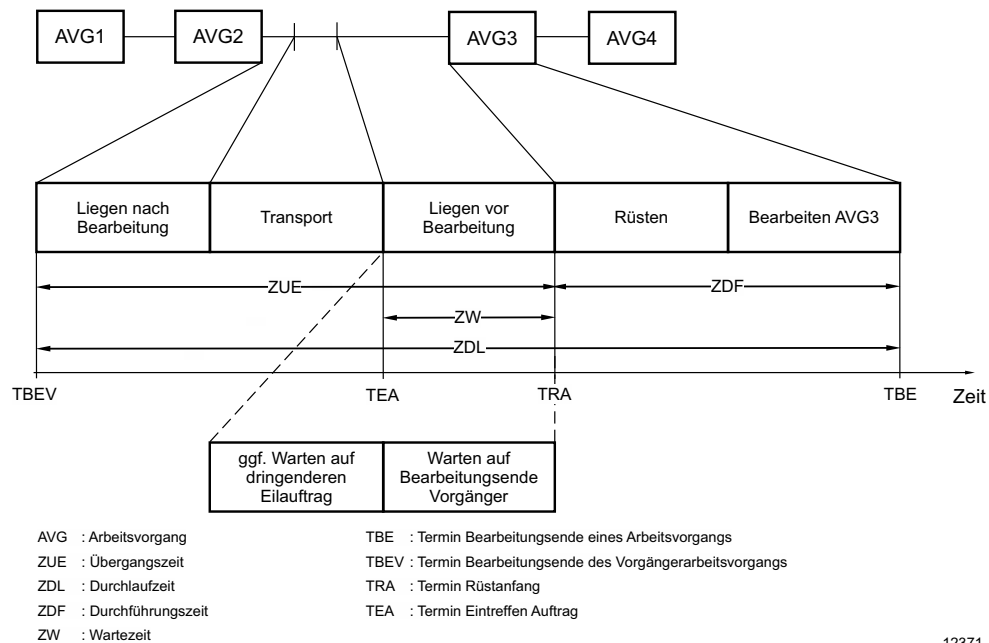 AVG1 AVG2 AVG3 AVG4
Liegen nach
Bearbeitung
Transport
Liegen vor
Bearbeitung
Rüsten
Bearbeiten AVG3
ZUE ZDF
ZW
ZDL
TBEV TEA TRA TBE Zeit
ggf. Warten auf
dringenderen
Eilauftrag
Warten auf
Bearbeitungsende
Vorgänger
AVG : Arbeitsvorgang
ZUE : Übergangszeit
ZDL : Durchlaufzeit
ZDF : Durchführungszeit
ZW : Wartezeit
TBE : Termin Bearbeitungsende eines Arbeitsvorgangs
TBEV : Termin Bearbeitungsende des Vorgängerarbeitsvorgangs
TRA : Termin Rüstanfang
TEA : Termin Eintreffen Auftrag